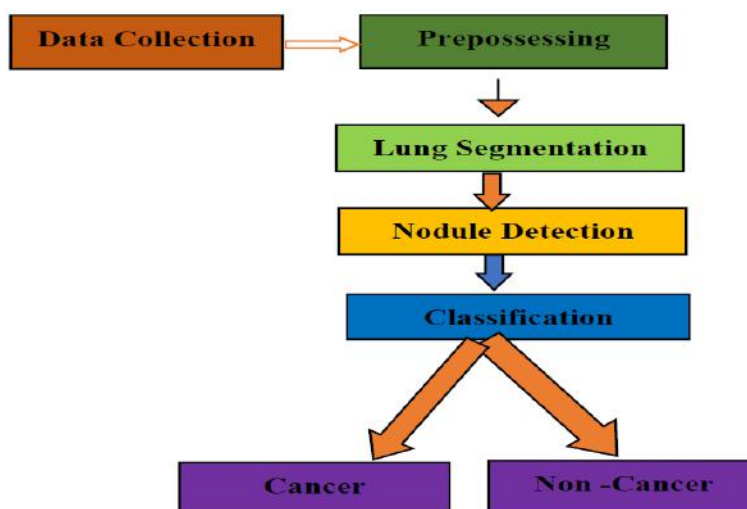 Data Collection
Prepossessing
Lung Segmentation
Nodule Detection
Classification
Cancer
Non -Cancer